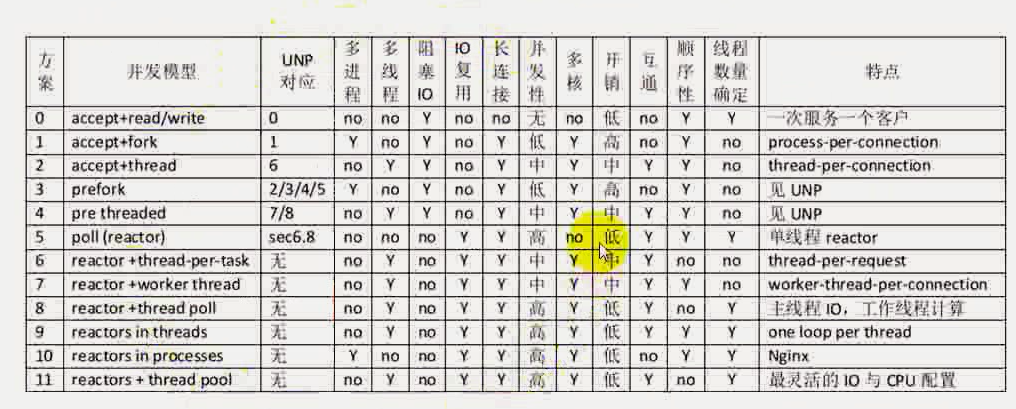 方案 并发模型 UNP对应 多进程 多线程 阻塞IO IO复用 长连接 并发性 多核 开销 互通 顺序性 线程数量确定 特点
0 accept+read/write 0 no no Y no no 无 no 低 no Y Y 一次服务一个客户
1 accept+fork 1 Y no Y no Y 低 Y 高 no Y no process-per-connection
2 accept+thread 6 no Y Y no Y 中 Y 中 Y Y no thread-per-connection
3 prefork 2/3/4/5 Y no Y no Y 低 Y 高 no Y no 见 UNP
4 pre threaded 7/8 no Y Y no Y 中 Y 中 Y Y no 见 UNP
5 poll (reactor) sec6.8 no no no Y Y 高 no 低 Y Y Y 单线程 reactor
6 reactor +thread-per-task 无 no Y no Y Y 中 Y 中 Y no no thread-per-request
7 reactor +worker thread 无 no Y no Y Y 中 Y 中 Y Y no worker-thread-per-connection
8 reactor +thread poll 无 no Y no Y Y 高 Y 低 Y no Y 主线程 IO，工作线程计算
9 reactors in threads 无 no Y no Y Y 高 Y 低 Y Y Y one loop per thread
10 reactors in processes 无 Y no no Y Y 高 Y 低 no Y Y Nginx
11 reactors + thread pool 无 no Y no Y Y 高 Y 低 Y no Y 最灵活的 IO 与 CPU 配置